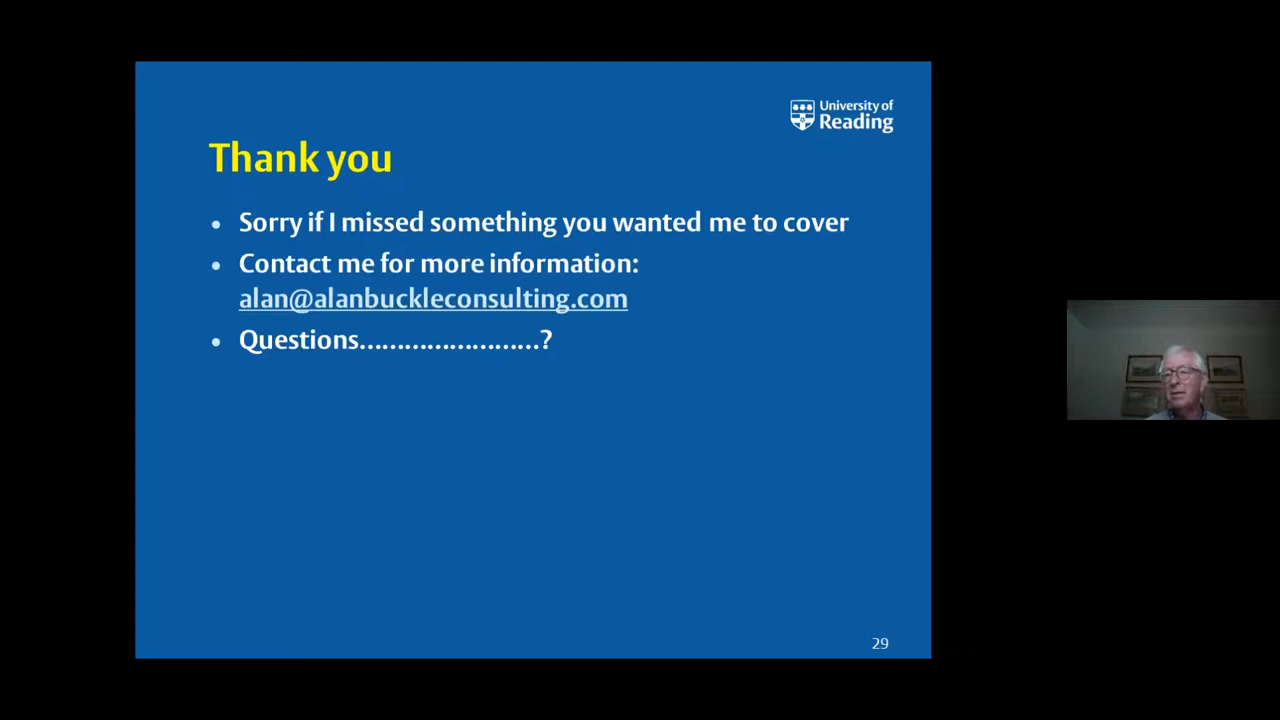 University of
Reading
Thank you
• Sorry if I missed something you wanted me to cover
• Contact me for more information:
alan@alanbuckleconsulting.com
• Questions........................?
29